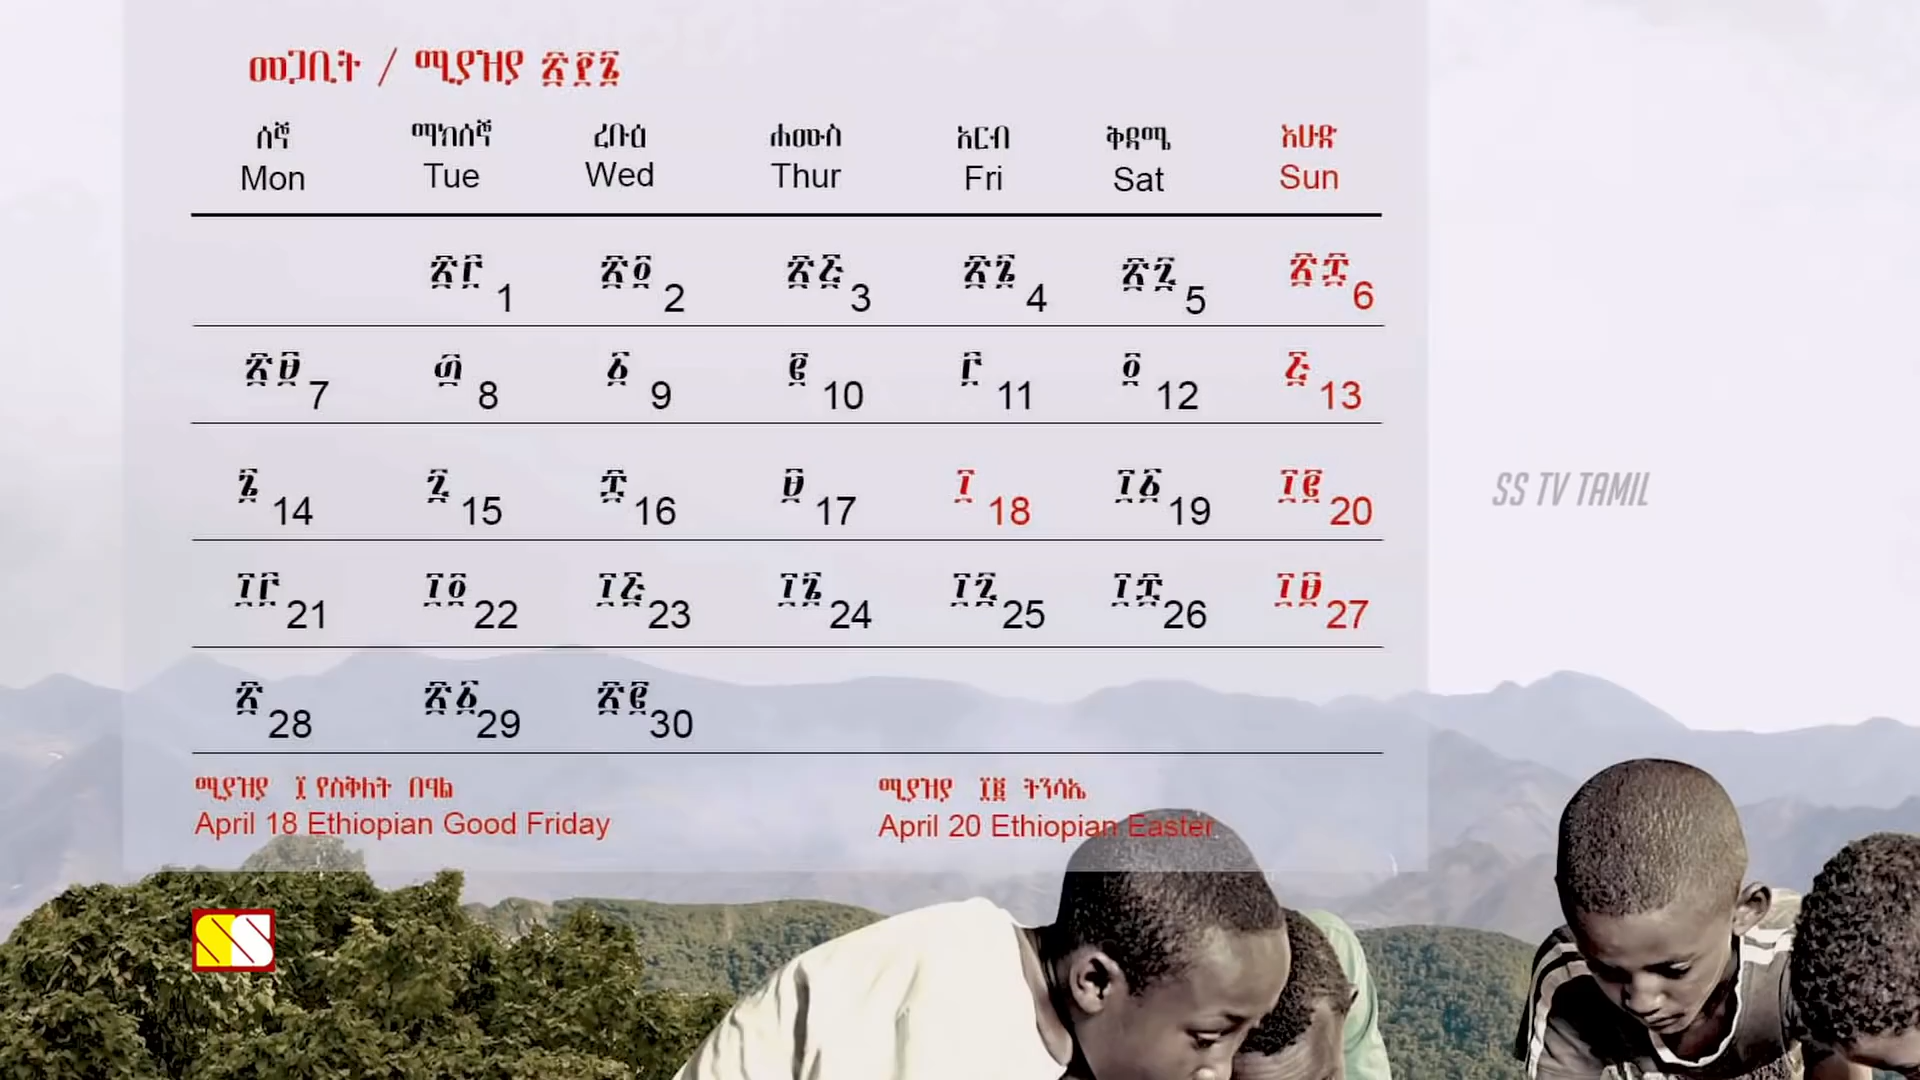 መጋቢት / ሚያዝያ ፳፻፮
ሰኞ ማክሰኞ ረቡዕ ሐሙስ አርብ ቅዳሜ እሁድ
Mon Tue Wed Thur Fri Sat Sun
፳፫ 1 ፳፬ 2 ፳፭ 3 ፳፮ 4 ፳፯ 5 ፳፰ 6
፳፱ 7 ፴ 8 ፩ 9 ፪ 10 ፫ 11 ፬ 12 ፭ 13
፮ 14 ፯ 15 ፰ 16 ፱ 17 ፲ 18 ፲፩ 19 ፲፪ 20
፲፫ 21 ፲፬ 22 ፲፭ 23 ፲፮ 24 ፲፯ 25 ፲፰ 26 ፲፱ 27
፳ 28 ፳፩ 29 ፳፪ 30
ሚያዝያ ፲ የስቅለት በዓል
April 18 Ethiopian Good Friday
ሚያዝያ ፲፪ ትንሳኤ
April 20 Ethiopian Easter
SS TV TAMIL
SS